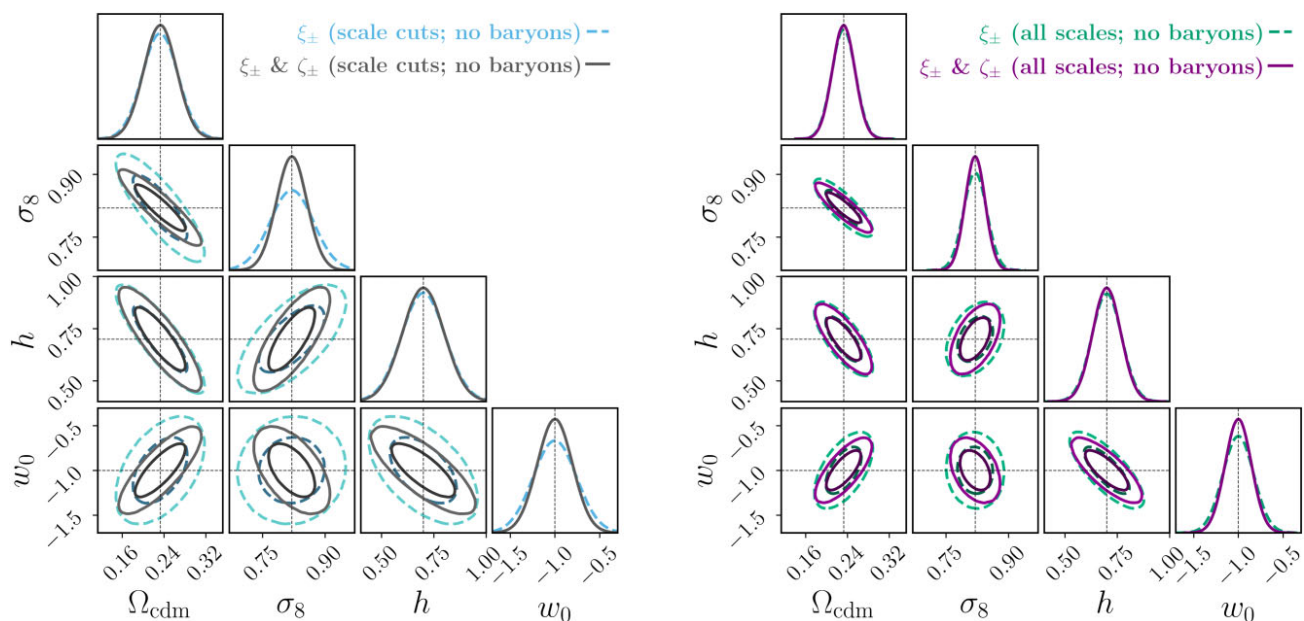 ξ± (scale cuts; no baryons)
ξ± & ζ± (scale cuts; no baryons)
σ8
0.90
0.75
h
1.00
0.75
0.50
w0
−0.5
−1.0
−1.5
0.16
0.24
0.32
0.75
0.90
0.50
0.75
1.00
−1.5
−1.0
−0.5
Ωcdm
σ8
h
w0
ξ± (all scales; no baryons)
ξ± & ζ± (all scales; no baryons)
σ8
0.90
0.75
h
1.00
0.75
0.50
w0
−0.5
−1.0
−1.5
0.16
0.24
0.32
0.75
0.90
0.50
0.75
1.00
−1.5
−1.0
−0.5
Ωcdm
σ8
h
w0